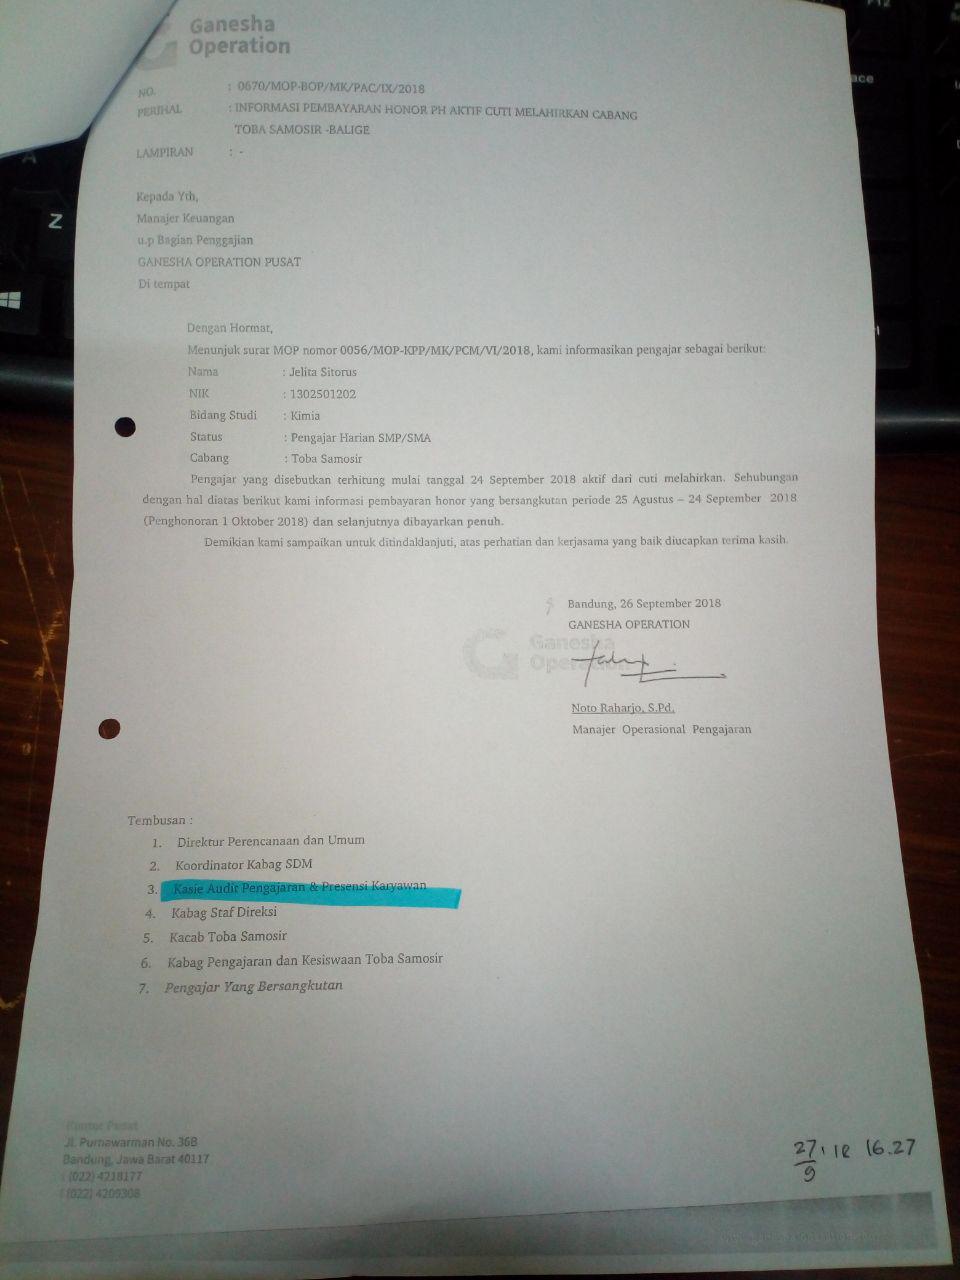 Ganesha
Operation
NO. : 0670/MOP-BOP/MK/PAC/IX/2018
PERIHAL : INFORMASI PEMBAYARAN HONOR PH AKTIF CUTI MELAHIRKAN CABANG
TOBA SAMOSIR -BALIGE
LAMPIRAN : -
Kepada Yth,
Manajer Keuangan
u.p Bagian Penggajian
GANESHA OPERATION PUSAT
Di tempat
Dengan Hormat,
Menunjuk surar MOP nomor 0056/MOP-KPP/MK/PCM/VI/2018, kami informasikan pengajar sebagai berikut:
Nama : Jelita Sitorus
NIK : 1302501202
Bidang Studi : Kimia
Status : Pengajar Harian SMP/SMA
Cabang : Toba Samosir
Pengajar yang disebutkan terhitung mulai tanggal 24 September 2018 aktif dari cuti melahirkan. Sehubungan
dengan hal diatas berikut kami informasi pembayaran honor yang bersangkutan periode 25 Agustus – 24 September 2018
(Penghonoran 1 Oktober 2018) dan selanjutnya dibayarkan penuh.
Demikian kami sampaikan untuk ditindaklanjuti, atas perhatian dan kerjasama yang baik diucapkan terima kasih.
Bandung, 26 September 2018
GANESHA OPERATION
Ganesha
Operation
Noto Raharjo, S.Pd.
Manajer Operasional Pengajaran
Tembusan :
1. Direktur Perencanaan dan Umum
2. Koordinator Kabag SDM
3. Kasie Audit Pengajaran & Presensi Karyawan
4. Kabag Staf Direksi
5. Kacab Toba Samosir
6. Kabag Pengajaran dan Kesiswaan Toba Samosir
7. Pengajar Yang Bersangkutan
Kantor Pusat
Jl. Purnawarman No. 36B
Bandung, Jawa Barat 40117
t (022) 4218177
f (022) 4209308
27/9 16.27
Z
A